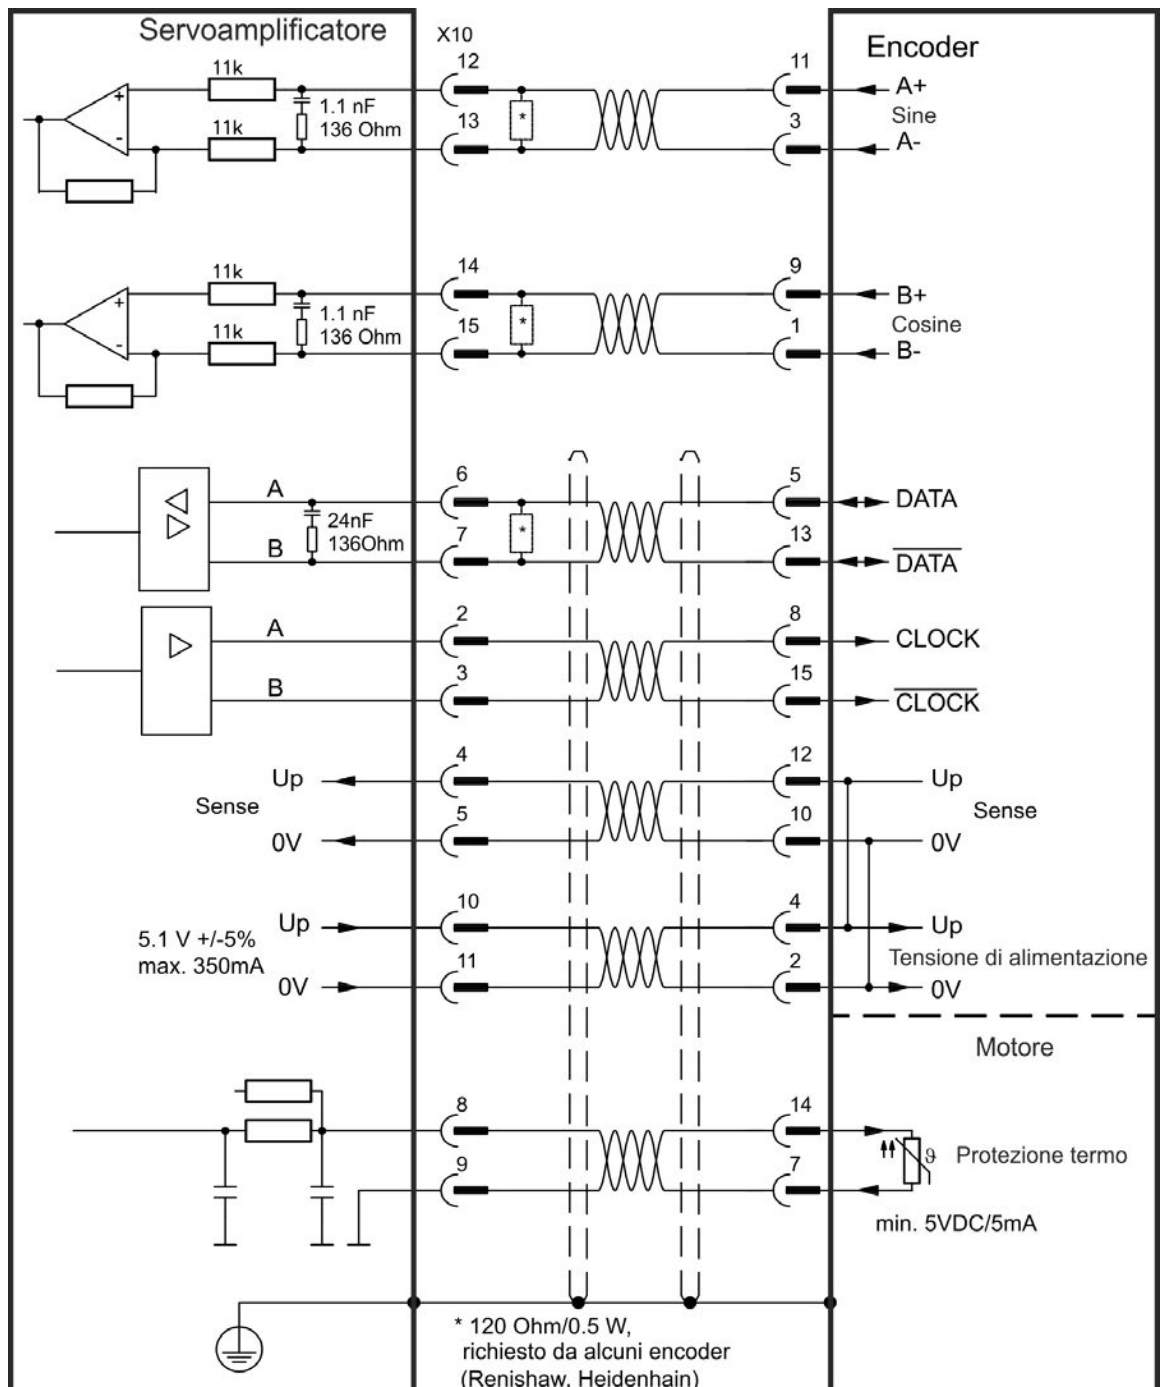 Servoamplificatore
X10
Encoder
11k
12
11
A+
1.1 nF
136 Ohm
*
Sine
11k
13
3
A-
+
-
11k
14
9
B+
1.1 nF
136 Ohm
*
Cosine
11k
15
1
B-
+
-
A
6
5
DATA
24nF
136Ohm
*
B
7
13
DATA
A
2
8
CLOCK
B
3
15
CLOCK
Up
4
12
Up
Sense
Sense
0V
5
10
0V
Up
10
4
Up
5.1 V +/-5%
max. 350mA
Tensione di alimentazione
0V
11
2
0V
Motore
8
14
ϑ
Protezione termo
9
7
min. 5VDC/5mA
* 120 Ohm/0.5 W,
richiesto da alcuni encoder
(Renishaw, Heidenhain)